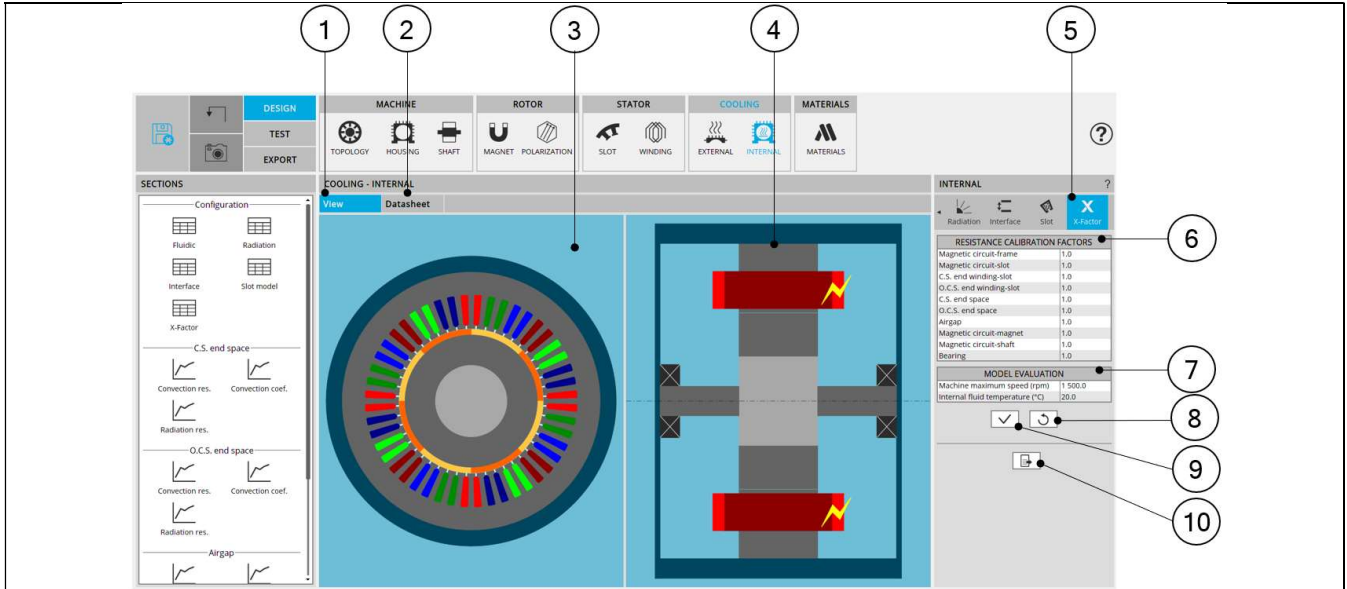 1 2 3 4 5
DESIGN
TEST
EXPORT
MACHINE
TOPOLOGY HOUSING SHAFT
ROTOR
MAGNET POLARIZATION
STATOR
SLOT WINDING
COOLING
EXTERNAL INTERNAL
MATERIALS
MATERIALS
?
SECTIONS
Configuration
Fluidic Radiation
Interface Slot model
X-Factor
C.S. end space
Convection res. Convection coef.
Radiation res.
O.C.S. end space
Convection res. Convection coef.
Radiation res.
Airgap
COOLING - INTERNAL
View Datasheet
INTERNAL ?
Radiation Interface Slot X-Factor
RESISTANCE CALIBRATION FACTORS
Magnetic circuit-frame 1.0
Magnetic circuit-slot 1.0
C.S. end winding-slot 1.0
O.C.S. end winding-slot 1.0
C.S. end space 1.0
O.C.S. end space 1.0
Airgap 1.0
Magnetic circuit-magnet 1.0
Magnetic circuit-shaft 1.0
Bearing 1.0
MODEL EVALUATION
Machine maximum speed (rpm) 1 500.0
Internal fluid temperature (°C) 20.0
6
7
8
9
10